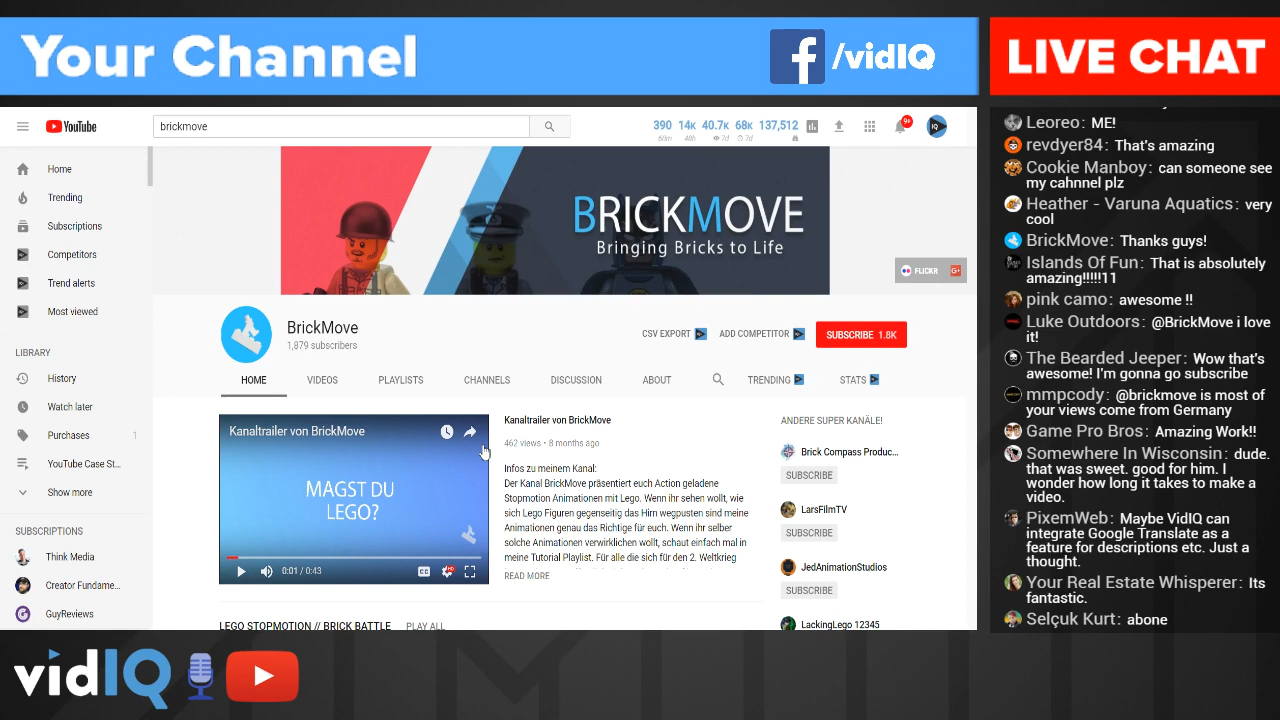 Your Channel
f /vidIQ
LIVE CHAT
YouTube
brickmove
390 14K 40.7K 68K 137,512
60m 48h 7d 7d
9+
IQ
Home
Trending
Subscriptions
Competitors
Trend alerts
Most viewed
LIBRARY
History
Watch later
Purchases 1
YouTube Case St...
Show more
SUBSCRIPTIONS
Think Media
Creator Fundame...
GuyReviews
BRICKMOVE
Bringing Bricks to Life
FLICKR G+
BrickMove
1,879 subscribers
CSV EXPORT
ADD COMPETITOR
SUBSCRIBE 1.8K
HOME
VIDEOS
PLAYLISTS
CHANNELS
DISCUSSION
ABOUT
TRENDING
STATS
Kanaltrailer von BrickMove
MAGST DU
LEGO?
0:01 / 0:43
CC
HD
Kanaltrailer von BrickMove
462 views • 8 months ago
Infos zu meinem Kanal:
Der Kanal BrickMove präsentiert euch Action geladene
Stopmotion Animationen mit Lego. Wenn ihr sehen wollt, wie
sich Lego Figuren gegenseitig das Hirn wegpusten sind meine
Animationen genau das Richtige für euch. Wenn ihr selber
solche Animationen verwirklichen wollt, schaut einfach mal in
meine Tutorial Playlist. Für alle die sich für den 2. Weltkrieg
READ MORE
ANDERE SUPER KANÄLE!
Brick Compass Produc...
SUBSCRIBE
LarsFilmTV
SUBSCRIBE
JedAnimationStudios
SUBSCRIBE
LackingLego 12345
LEGO STOPMOTION // BRICK BATTLE PLAY ALL
Leoreo: ME!
revdyer84: That's amazing
Cookie Manboy: can someone see
my cahnnel plz
Heather - Varuna Aquatics: very
cool
BrickMove: Thanks guys!
Islands Of Fun: That is absolutely
amazing!!!!!11
pink camo: awesome !!
Luke Outdoors: @BrickMove i love
it!
The Bearded Jeeper: Wow that's
awesome! I'm gonna go subscribe
mmpcody: @brickmove is most of
your views come from Germany
Game Pro Bros: Amazing Work!!
Somewhere In Wisconsin: dude.
that was sweet. good for him. I
wonder how long it takes to make a
video.
PixemWeb: Maybe VidIQ can
integrate Google Translate as a
feature for descriptions etc. Just a
thought.
Your Real Estate Whisperer: Its
fantastic.
Selçuk Kurt: abone
vidIQ